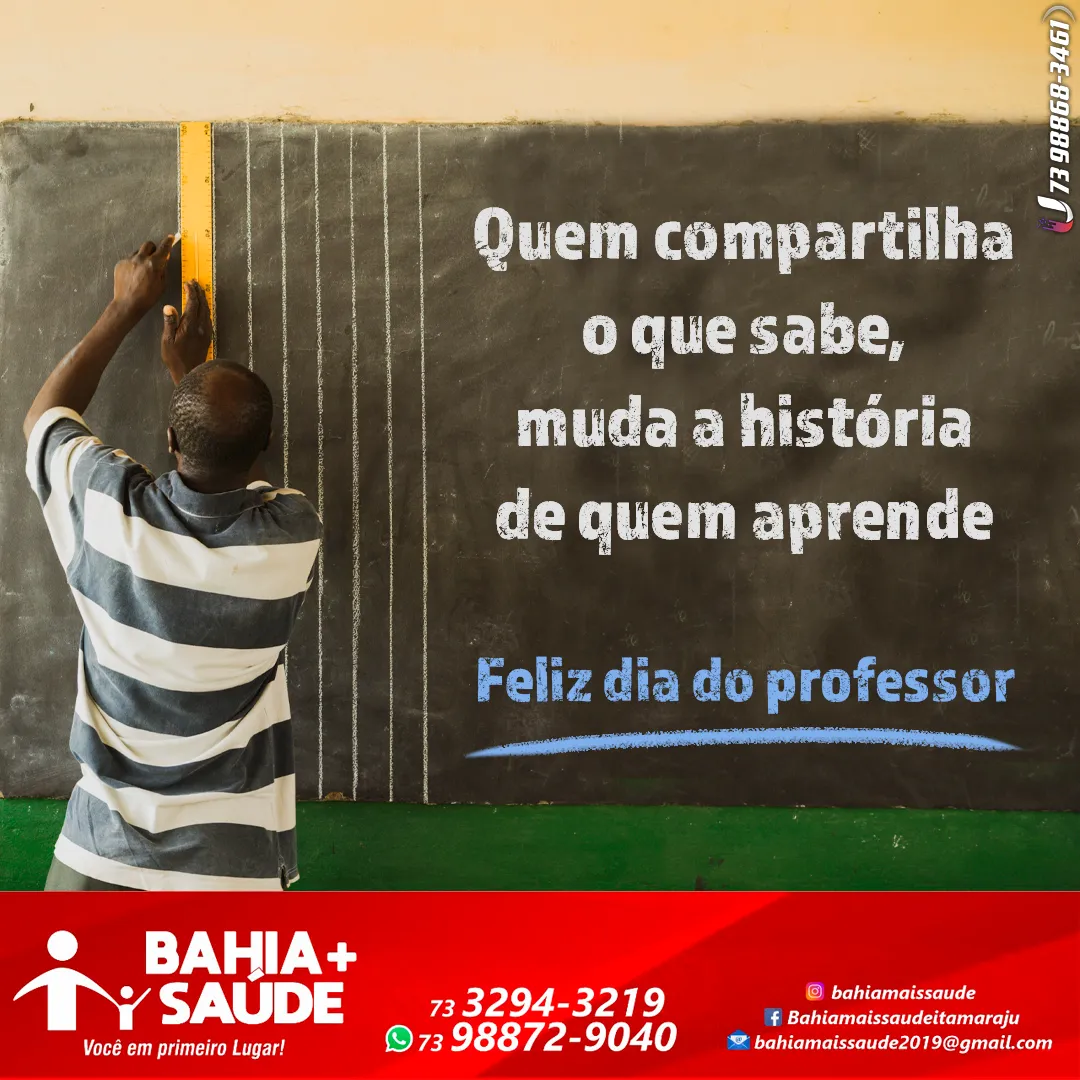 73 98868-3461
Quem compartilha
o que sabe,
muda a história
de quem aprende
Feliz dia do professor
BAHIA+
SAÚDE
Você em primeiro Lugar!
73 3294-3219
73 98872-9040
bahiamaissaude
Bahiamaissaudeitamaraju
bahiamaissaude2019@gmail.com